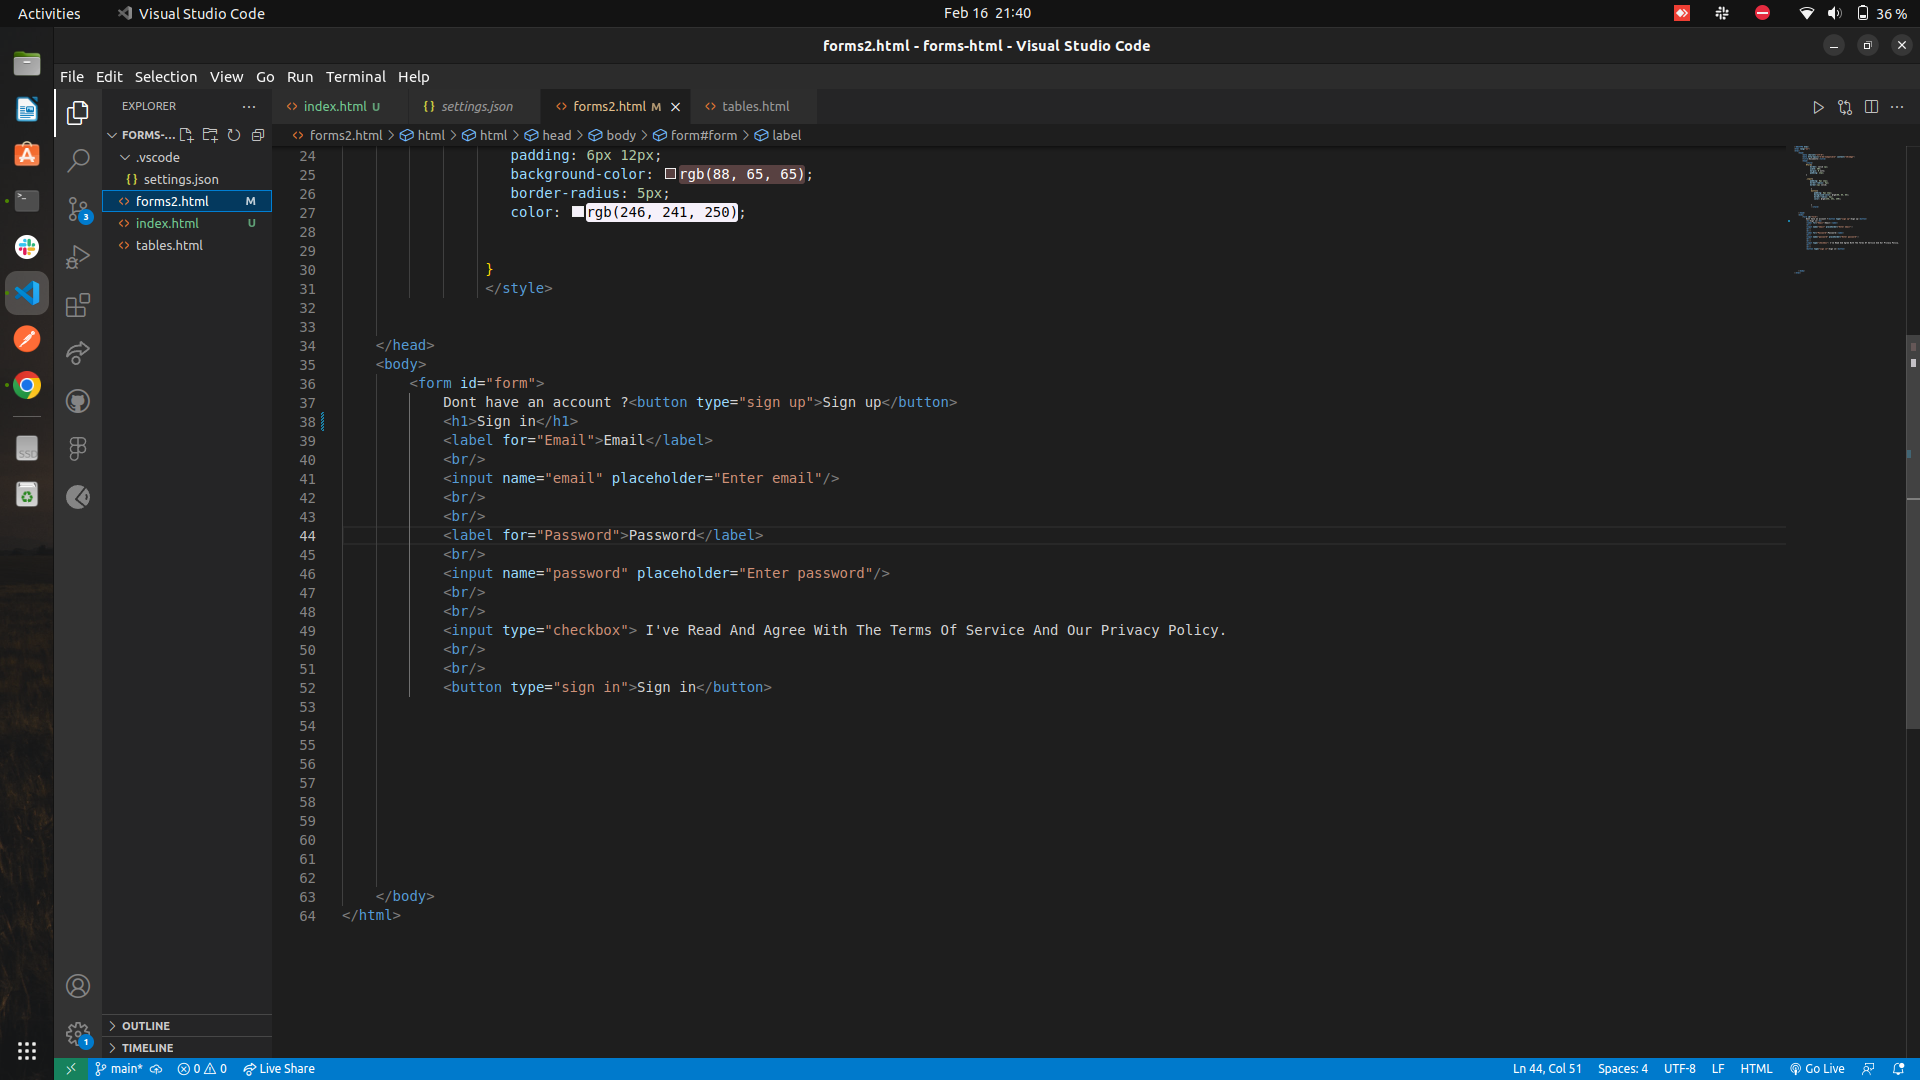 Activities
Visual Studio Code
Feb 16 21:40
36 %
forms2.html - forms-html - Visual Studio Code
File Edit Selection View Go Run Terminal Help
EXPLORER
index.html U
settings.json
forms2.html M
tables.html
FORMS-...
.vscode
settings.json
forms2.html M
index.html U
tables.html
3
SSD
forms2.html > html > html > head > body > form#form > label
24 padding: 6px 12px;
25 background-color: rgb(88, 65, 65);
26 border-radius: 5px;
27 color: rgb(246, 241, 250);
28
29
30 }
31 </style>
32
33
34 </head>
35 <body>
36 <form id="form">
37 Dont have an account ?<button type="sign up">Sign up</button>
38 <h1>Sign in</h1>
39 <label for="Email">Email</label>
40 <br/>
41 <input name="email" placeholder="Enter email"/>
42 <br/>
43 <br/>
44 <label for="Password">Password</label>
45 <br/>
46 <input name="password" placeholder="Enter password"/>
47 <br/>
48 <br/>
49 <input type="checkbox"> I've Read And Agree With The Terms Of Service And Our Privacy Policy.
50 <br/>
51 <br/>
52 <button type="sign in">Sign in</button>
53
54
55
56
57
58
59
60
61
62
63 </body>
64 </html>
1
OUTLINE
TIMELINE
main* 0 0 Live Share
Ln 44, Col 51 Spaces: 4 UTF-8 LF HTML Go Live